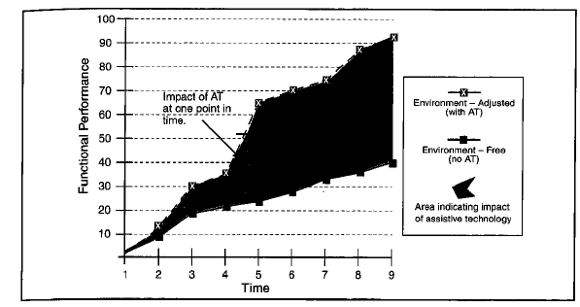 100
90
80
70
60
50
40
30
20
10
Functional Performance
Impact of AT
at one point in
time.
1 2 3 4 5 6 7 8 9
Time
Environment – Adjusted
(with AT)
Environment – Free
(no AT)
Area indicating impact
of assistive technology